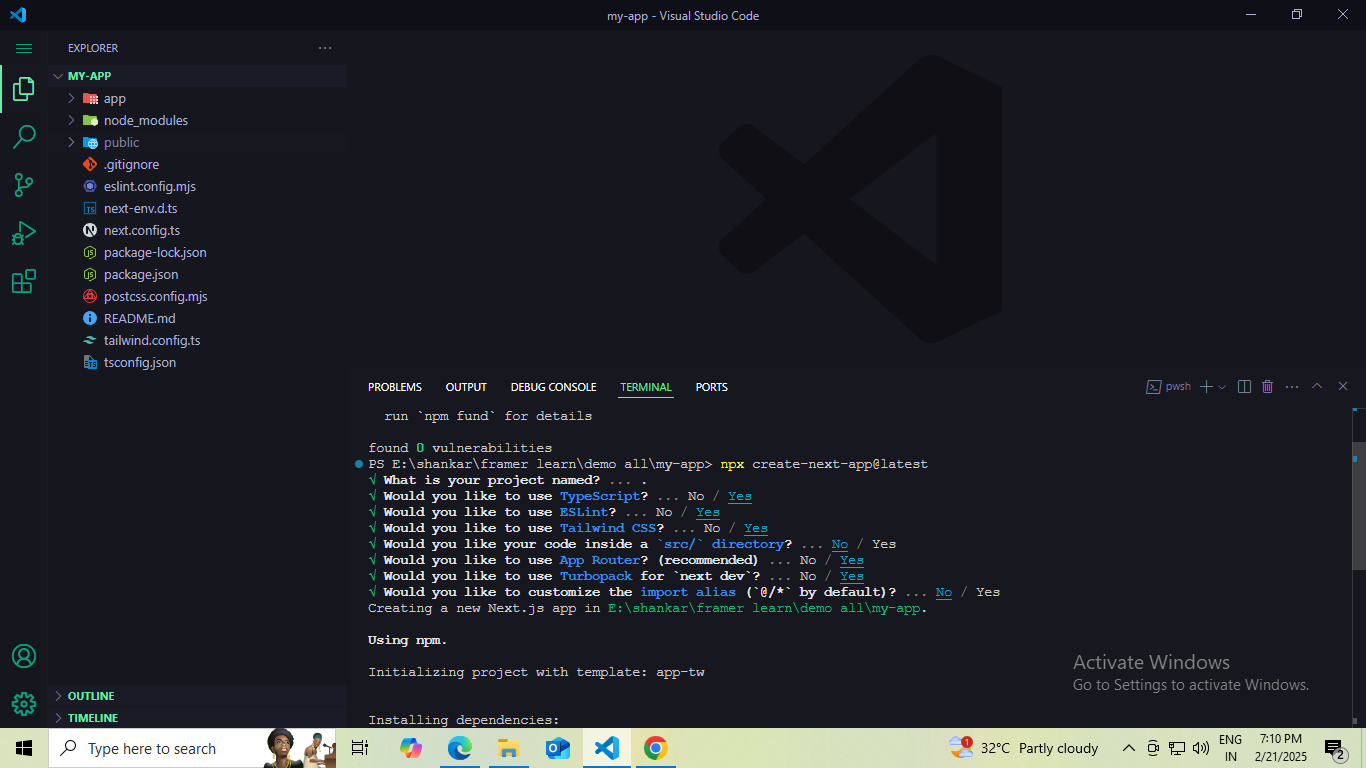 my-app - Visual Studio Code
EXPLORER
MY-APP
app
node_modules
public
.gitignore
eslint.config.mjs
next-env.d.ts
next.config.ts
package-lock.json
package.json
postcss.config.mjs
README.md
tailwind.config.ts
tsconfig.json
OUTLINE
TIMELINE
PROBLEMS OUTPUT DEBUG CONSOLE TERMINAL PORTS
pwsh
run `npm fund` for details
found 0 vulnerabilities
PS E:\shankar\framer learn\demo all\my-app> npx create-next-app@latest
√ What is your project named? ... .
√ Would you like to use TypeScript? ... No / Yes
√ Would you like to use ESLint? ... No / Yes
√ Would you like to use Tailwind CSS? ... No / Yes
√ Would you like your code inside a `src/` directory? ... No / Yes
√ Would you like to use App Router? (recommended) ... No / Yes
√ Would you like to use Turbopack for `next dev`? ... No / Yes
√ Would you like to customize the import alias (`@/*` by default)? ... No / Yes
Creating a new Next.js app in E:\shankar\framer learn\demo all\my-app.
Using npm.
Initializing project with template: app-tw
Installing dependencies:
Activate Windows
Go to Settings to activate Windows.
Type here to search
1
32°C Partly cloudy
ENG
IN
7:10 PM
2/21/2025
2